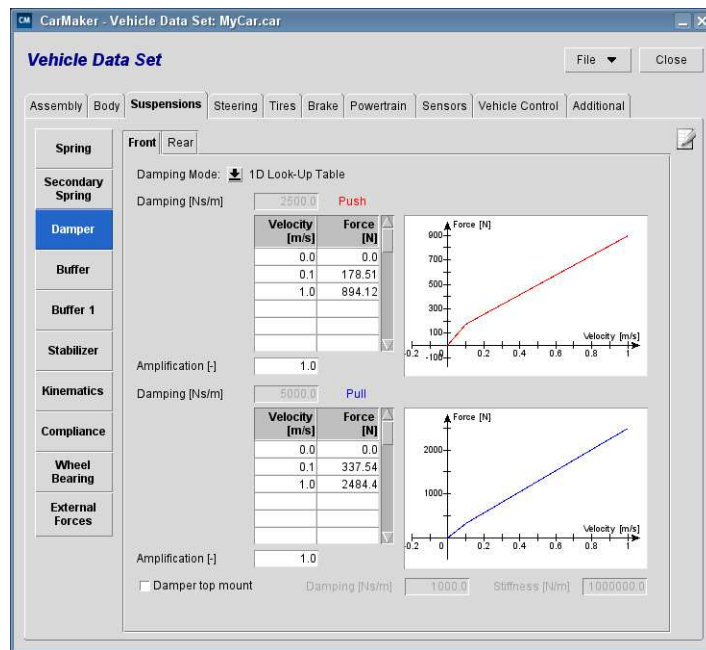 CM CarMaker - Vehicle Data Set: MyCar.car
Vehicle Data Set
File
Close
Assembly Body Suspensions Steering Tires Brake Powertrain Sensors Vehicle Control Additional
Spring
Secondary
Spring
Damper
Buffer
Buffer 1
Stabilizer
Kinematics
Compliance
Wheel
Bearing
External
Forces
Front Rear
Damping Mode: 1D Look-Up Table
Damping [Ns/m] 2500.0 Push
Velocity Force
[m/s] [N]
0.0 0.0
0.1 178.51
1.0 894.12
Force [N]
900
700
500
300
100
-100
Velocity [m/s]
-0.2 0 0.2 0.4 0.6 0.8 1
Amplification [-] 1.0
Damping [Ns/m] 5000.0 Pull
Velocity Force
[m/s] [N]
0.0 0.0
0.1 337.54
1.0 2484.4
Force [N]
2000
1000
Velocity [m/s]
-0.2 0 0.2 0.4 0.6 0.8 1
Amplification [-] 1.0
Damper top mount Damping [Ns/m] 1000.0 Stiffness [N/m] 1000000.0